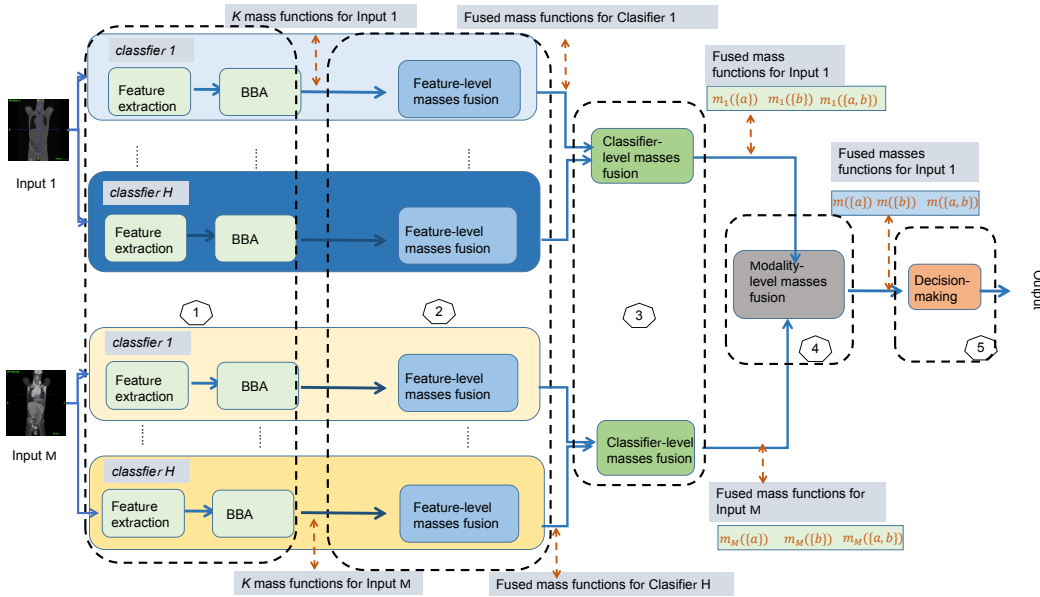 K mass functions for Input 1
Fused mass functions for Clasifier 1
classfier 1
Feature
extraction
BBA
Feature-level
masses fusion
Fused mass
functions for Input 1
m₁({a}) m₁({b}) m₁({a, b})
Input 1
classfier H
Feature
extraction
BBA
Feature-level
masses fusion
Classifier-
level masses
fusion
Fused masses
functions for Input 1
m({a}) m({b}) m({a, b})
Modality-
level masses
fusion
Decision-
making
Output
1
2
3
4
5
classfier 1
Feature
extraction
BBA
Feature-level
masses fusion
Input M
classfier H
Feature
extraction
BBA
Feature-level
masses fusion
Classifier-level
masses fusion
Fused mass functions for
Input M
m_M({a}) m_M({b}) m_M({a, b})
K mass functions for Input M
Fused mass functions for Clasifier H